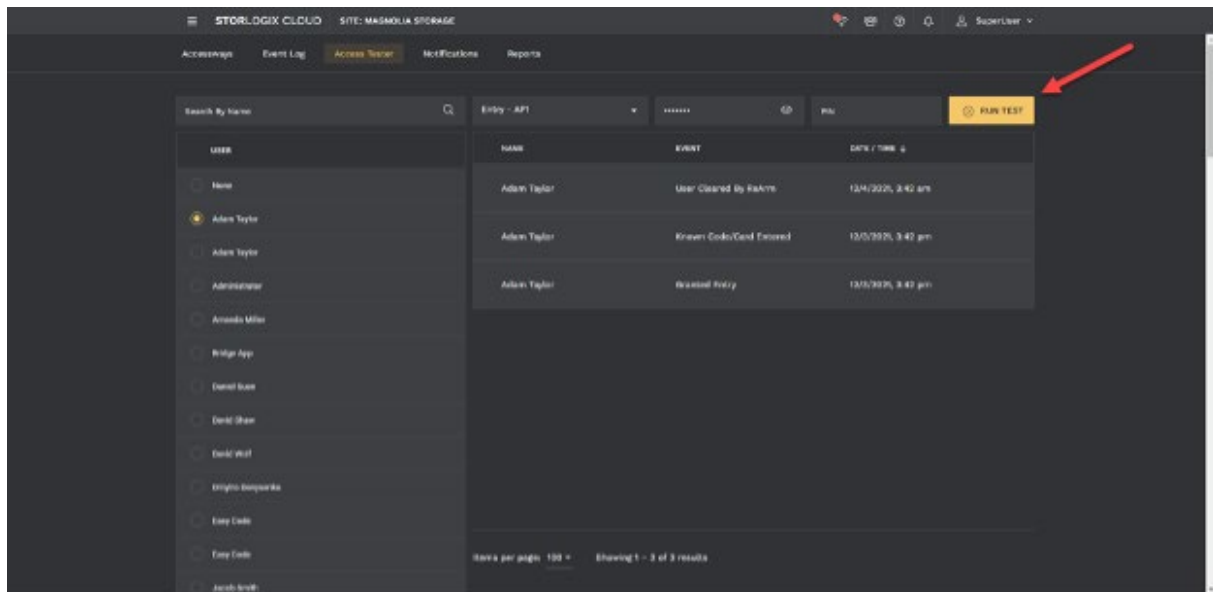 STORLOGIX CLOUD SITE: MAGNOLIA STORAGE SuperUser
Accessways Event Log Access Tester Notifications Reports
Search By Name Entry - AP1 ••••••• PIN RUN TEST
USER NAME EVENT DATE / TIME
None
Adam Taylor User Cleared By ReArm 12/4/2021, 3:42 am
Adam Taylor
Adam Taylor Known Code/Card Entered 12/3/2021, 3:42 pm
Adam Taylor
Administrator Adam Taylor Granted Entry 12/3/2021, 3:42 pm
Amanda Miller
Bridge App
Daniel
David Shaw
David Wolf
Easy Code
Easy Code Items per page: 100 Showing 1 - 3 of 3 results
Jacob Smith